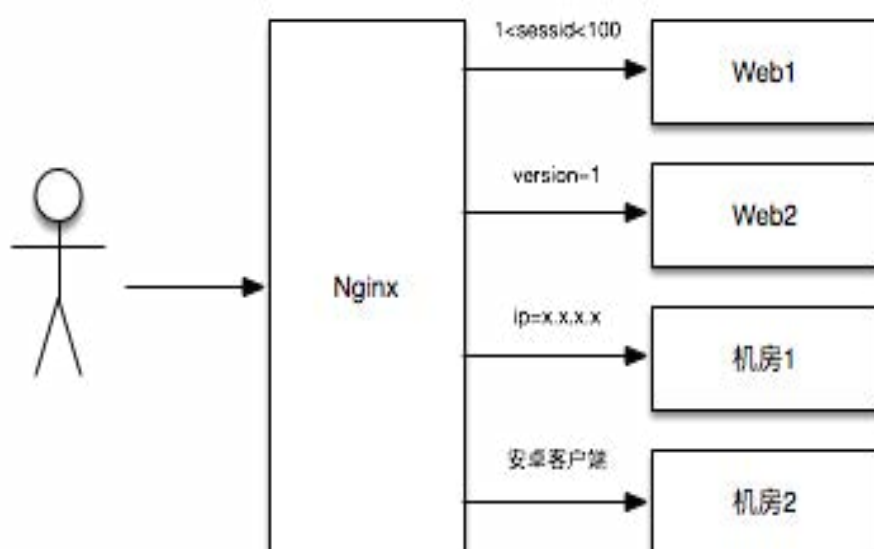 1<sessid<100
Web1
version=1
Web2
Nginx
ip=x.x.x.x
机房1
安卓客户端
机房2